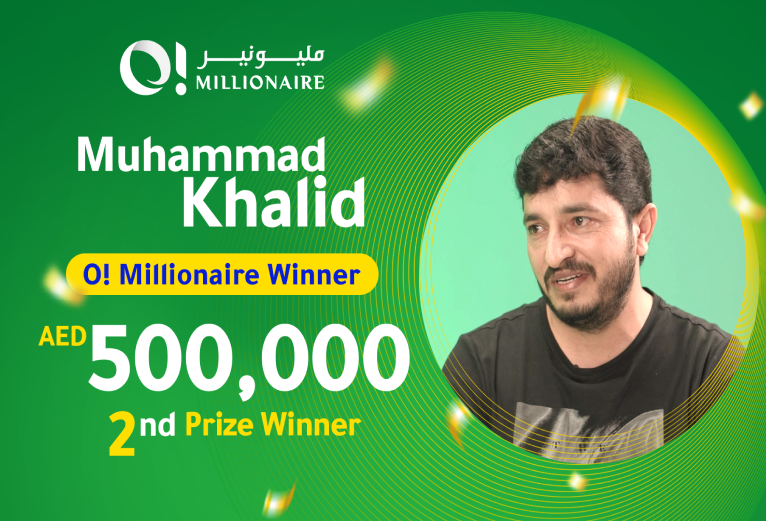 O! مليونير
MILLIONAIRE
Muhammad
Khalid
O! Millionaire Winner
AED 500,000
2nd Prize Winner